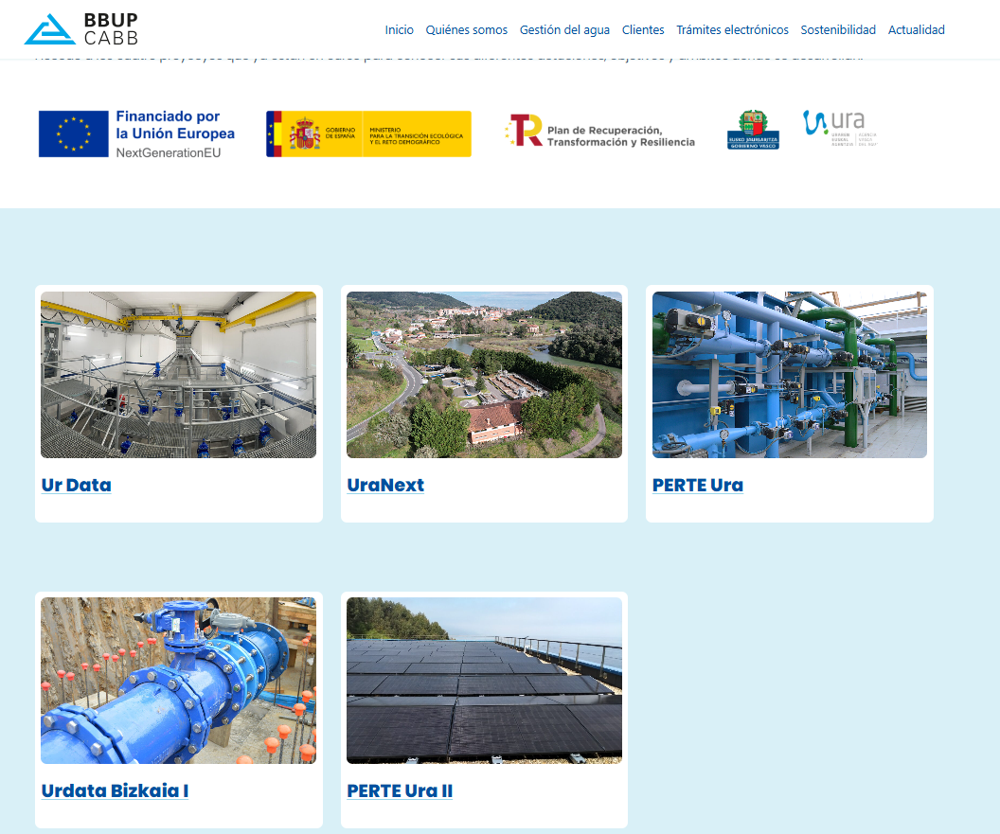 BBUP
CABB
Inicio Quiénes somos Gestión del agua Clientes Trámites electrónicos Sostenibilidad Actualidad
Financiado por
la Unión Europea
NextGenerationEU
GOBIERNO
DE ESPAÑA
MINISTERIO
PARA LA TRANSICIÓN ECOLÓGICA
Y EL RETO DEMOGRÁFICO
Plan de Recuperación,
Transformación y Resiliencia
EUSKO JAURLARITZA
GOBIERNO VASCO
ura
Ur Data
UraNext
PERTE Ura
Urdata Bizkaia I
PERTE Ura II